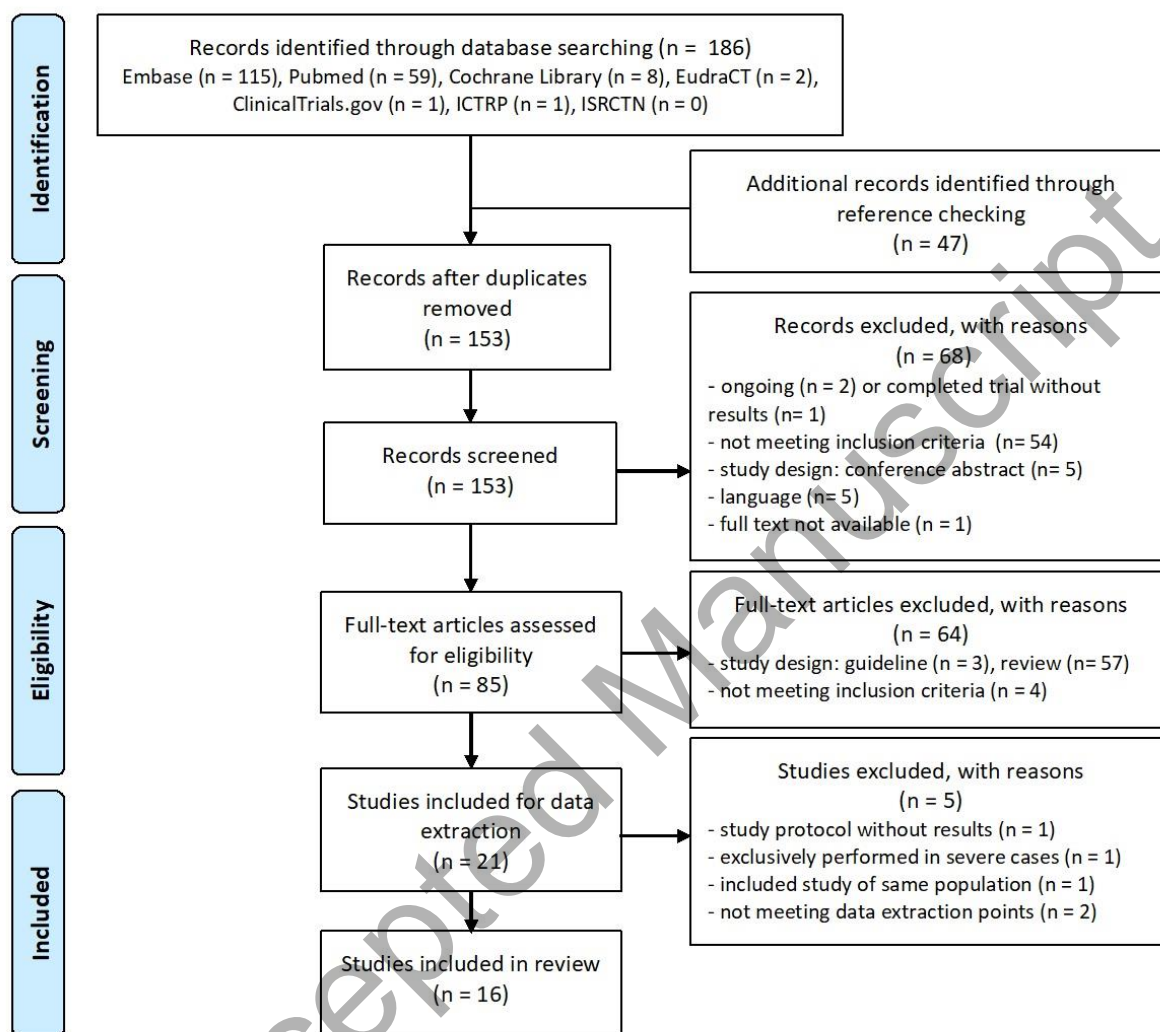 Identification
Records identified through database searching (n = 186)
Embase (n = 115), Pubmed (n = 59), Cochrane Library (n = 8), EudraCT (n = 2),
ClinicalTrials.gov (n = 1), ICTRP (n = 1), ISRCTN (n = 0)
Additional records identified through
reference checking
(n = 47)
Records after duplicates
removed
(n = 153)
Screening
Records screened
(n = 153)
Records excluded, with reasons
(n = 68)
- ongoing (n = 2) or completed trial without
results (n= 1)
- not meeting inclusion criteria (n= 54)
- study design: conference abstract (n= 5)
- language (n= 5)
- full text not available (n = 1)
Eligibility
Full-text articles assessed
for eligibility
(n = 85)
Full-text articles excluded, with reasons
(n = 64)
- study design: guideline (n = 3), review (n= 57)
- not meeting inclusion criteria (n = 4)
Included
Studies included for data
extraction
(n = 21)
Studies excluded, with reasons
(n = 5)
- study protocol without results (n = 1)
- exclusively performed in severe cases (n = 1)
- included study of same population (n = 1)
- not meeting data extraction points (n = 2)
Studies included in review
(n = 16)
cepted Manuscript